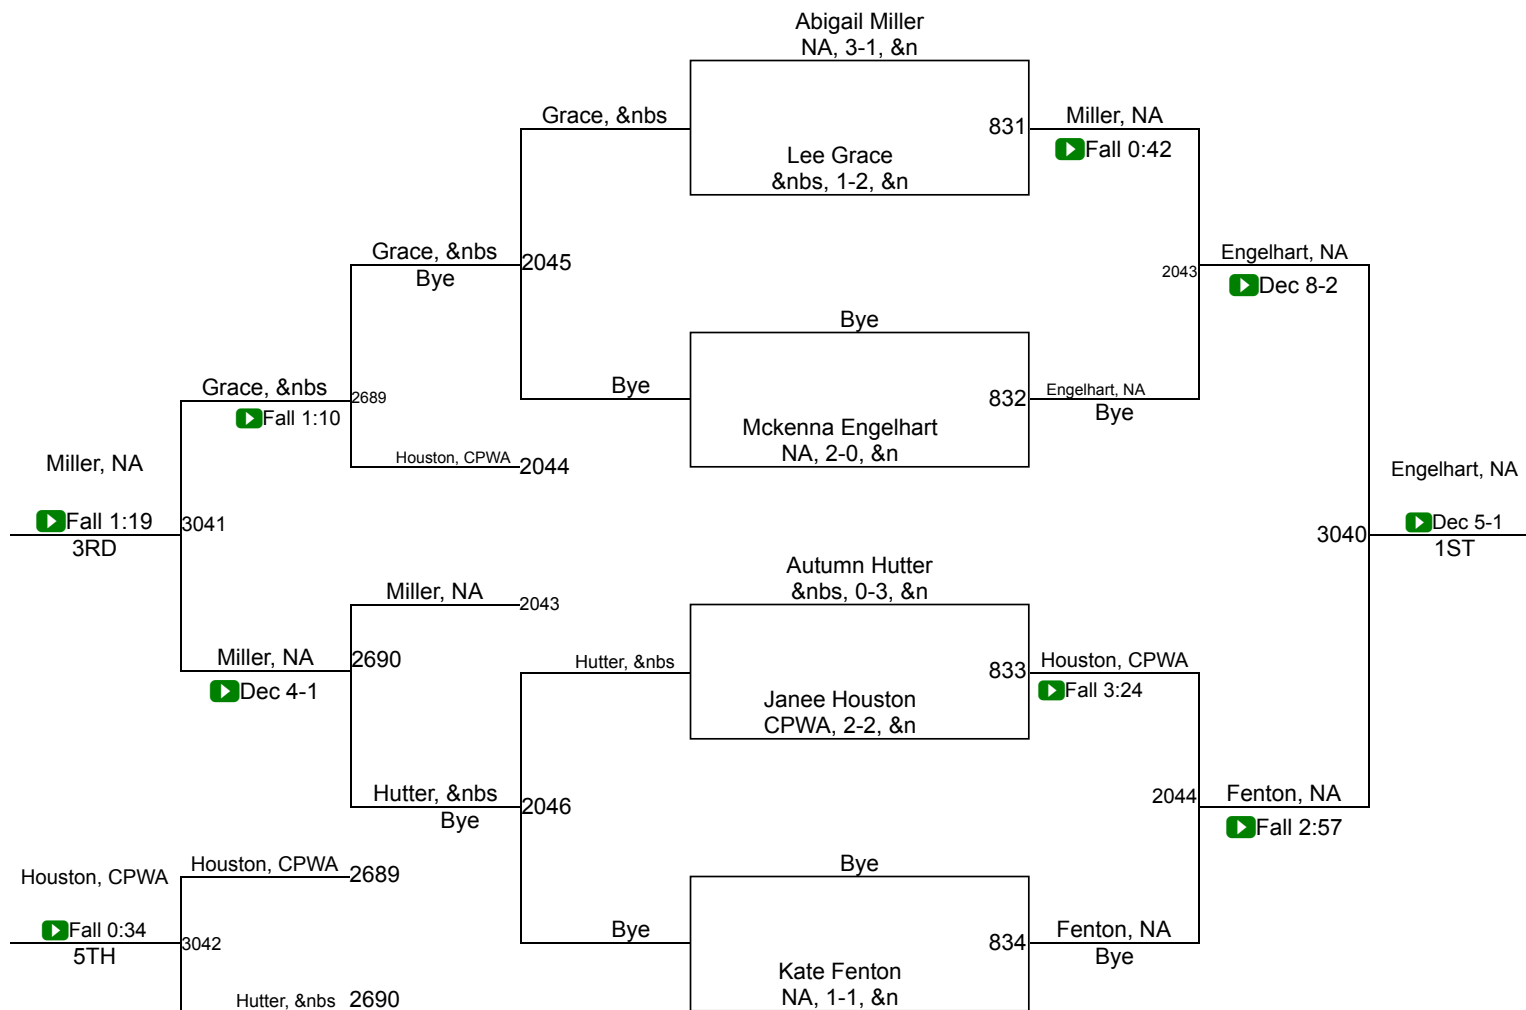 Abigail Miller
NA, 3-1, &n
Grace, &nbs
831
Miller, NA
Fall 0:42
Lee Grace
&nbs, 1-2, &n
Grace, &nbs
Bye
2045
2043
Engelhart, NA
Dec 8-2
Bye
Grace, &nbs
Fall 1:10
2689
Bye
832
Engelhart, NA
Bye
Mckenna Engelhart
NA, 2-0, &n
Houston, CPWA
2044
Miller, NA
Fall 1:19
3RD
3041
Engelhart, NA
3040
Dec 5-1
1ST
Autumn Hutter
&nbs, 0-3, &n
Miller, NA
2043
Miller, NA
Dec 4-1
2690
Hutter, &nbs
833
Houston, CPWA
Fall 3:24
Janee Houston
CPWA, 2-2, &n
Hutter, &nbs
Bye
2046
2044
Fenton, NA
Fall 2:57
Bye
Houston, CPWA
Houston, CPWA
2689
Fall 0:34
5TH
3042
Bye
834
Fenton, NA
Bye
Kate Fenton
NA, 1-1, &n
Hutter, &nbs
2690